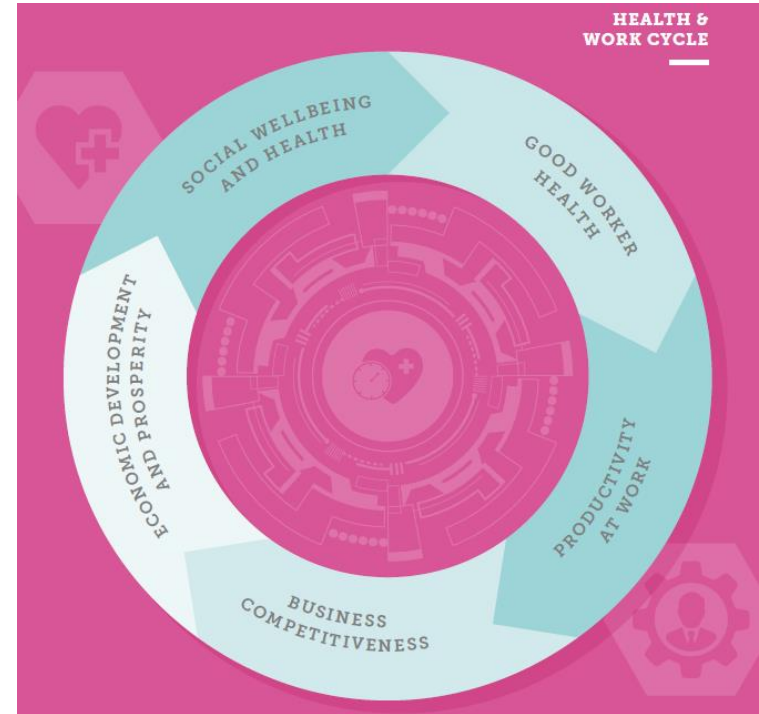 HEALTH &
WORK CYCLE
SOCIAL WELLBEING
AND HEALTH
GOOD WORKER
HEALTH
PRODUCTIVITY
AT WORK
BUSINESS
COMPETITIVENESS
ECONOMIC DEVELOPMENT
AND PROSPERITY